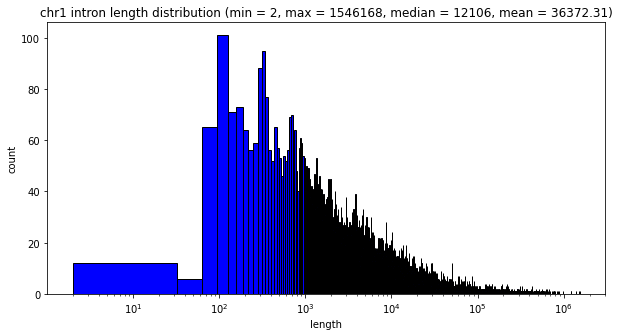 chr1 intron length distribution (min = 2, max = 1546168, median = 12106, mean = 36372.31)
100
80
60
40
20
0
count
10¹ 10² 10³ 10⁴ 10⁵ 10⁶
length